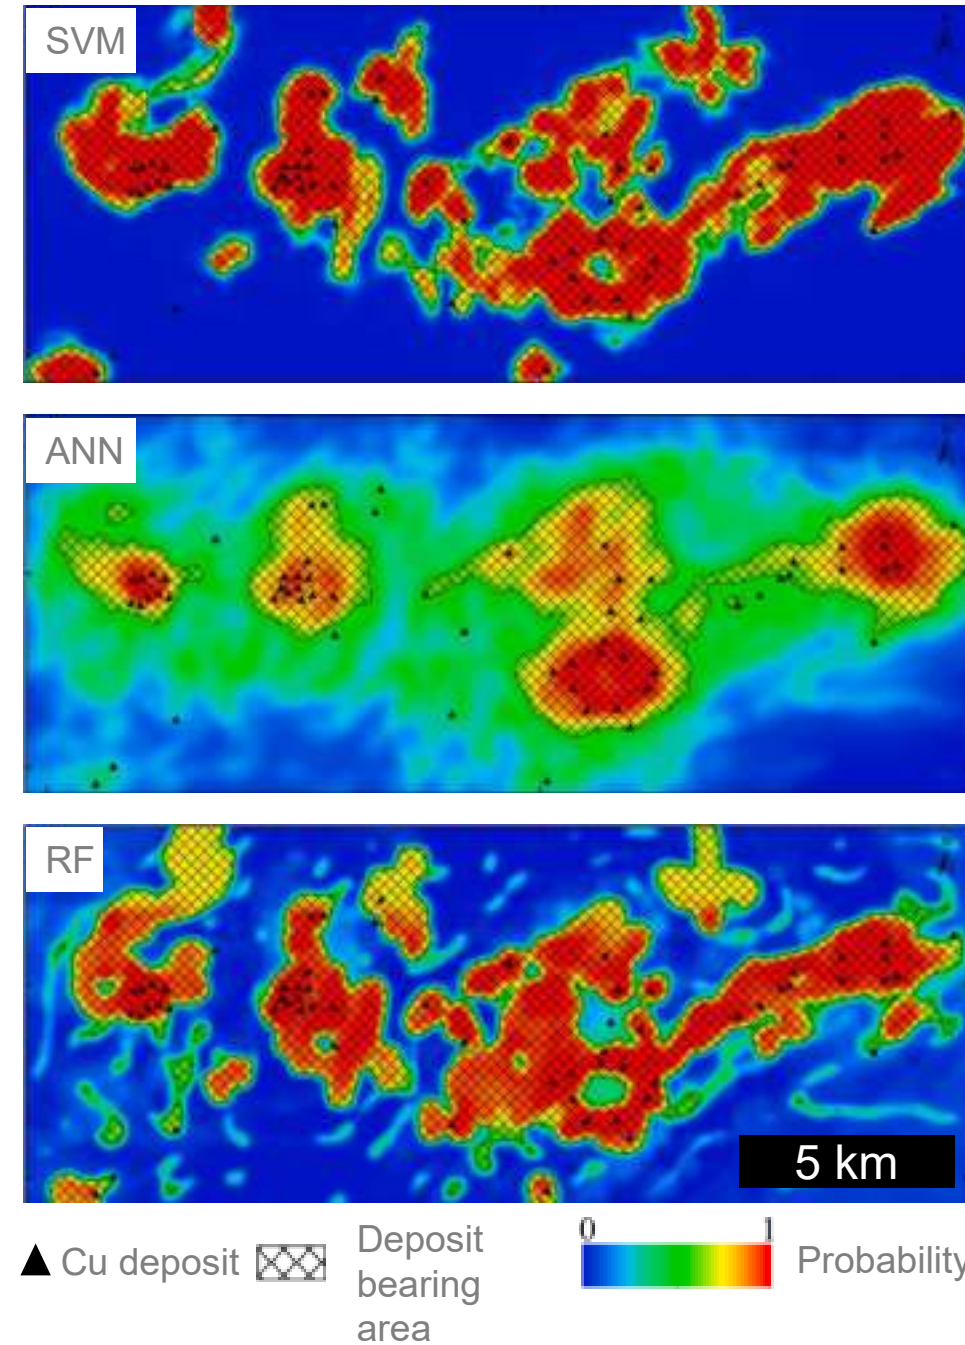 SVM
ANN
RF
5 km
0 1
Cu deposit
Deposit
bearing
area
Probability